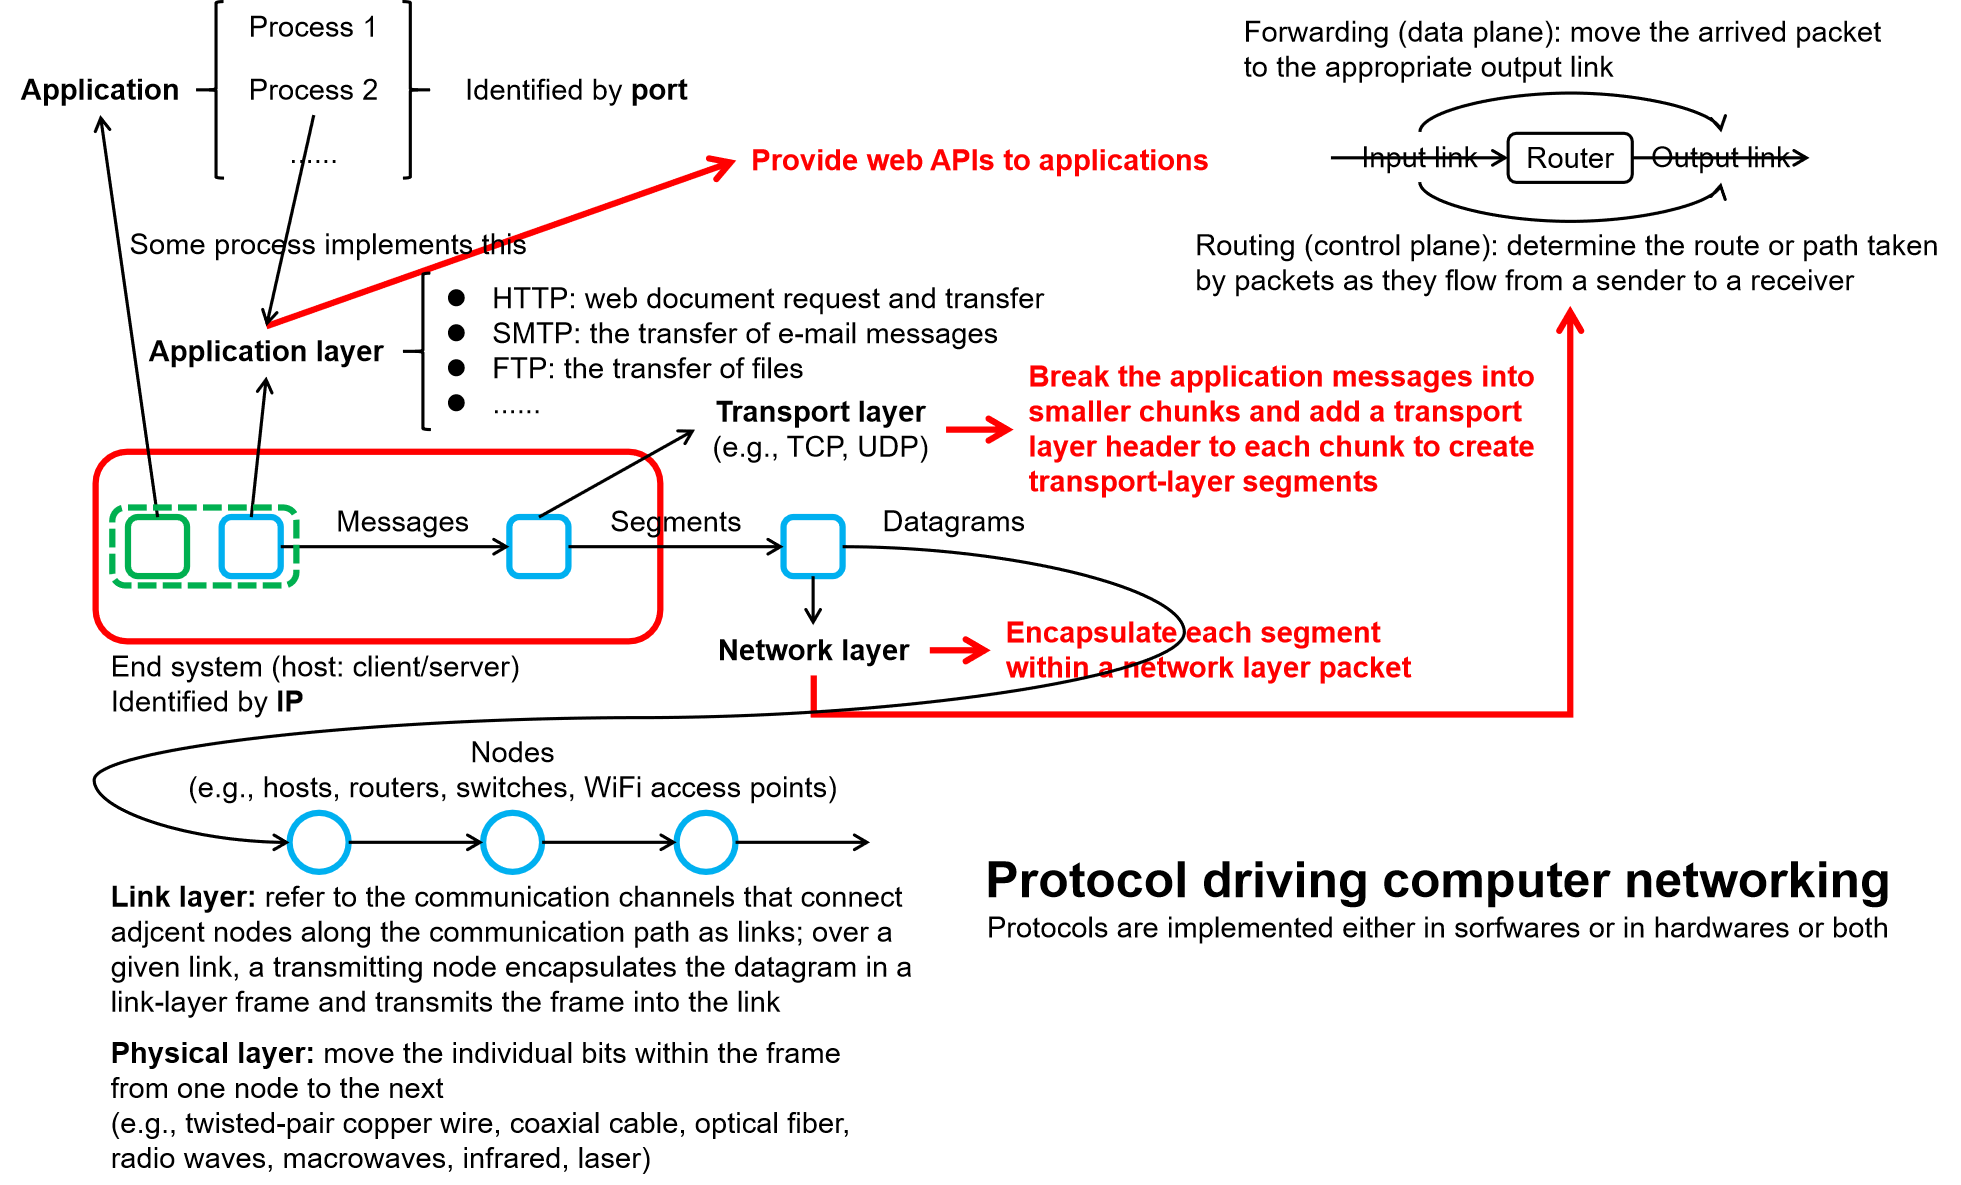 Process 1
Application
Process 2
Identified by port
......
Forwarding (data plane): move the arrived packet
to the appropriate output link
Input link
Router
Output link
Routing (control plane): determine the route or path taken
by packets as they flow from a sender to a receiver
Provide web APIs to applications
Some process implements this
Application layer
● HTTP: web document request and transfer
● SMTP: the transfer of e-mail messages
● FTP: the transfer of files
● ......
Transport layer
(e.g., TCP, UDP)
Break the application messages into
smaller chunks and add a transport
layer header to each chunk to create
transport-layer segments
Messages
Segments
Datagrams
Network layer
Encapsulate each segment
within a network layer packet
End system (host: client/server)
Identified by IP
Nodes
(e.g., hosts, routers, switches, WiFi access points)
Link layer: refer to the communication channels that connect
adjcent nodes along the communication path as links; over a
given link, a transmitting node encapsulates the datagram in a
link-layer frame and transmits the frame into the link
Physical layer: move the individual bits within the frame
from one node to the next
(e.g., twisted-pair copper wire, coaxial cable, optical fiber,
radio waves, macrowaves, infrared, laser)
Protocol driving computer networking
Protocols are implemented either in sorfwares or in hardwares or both